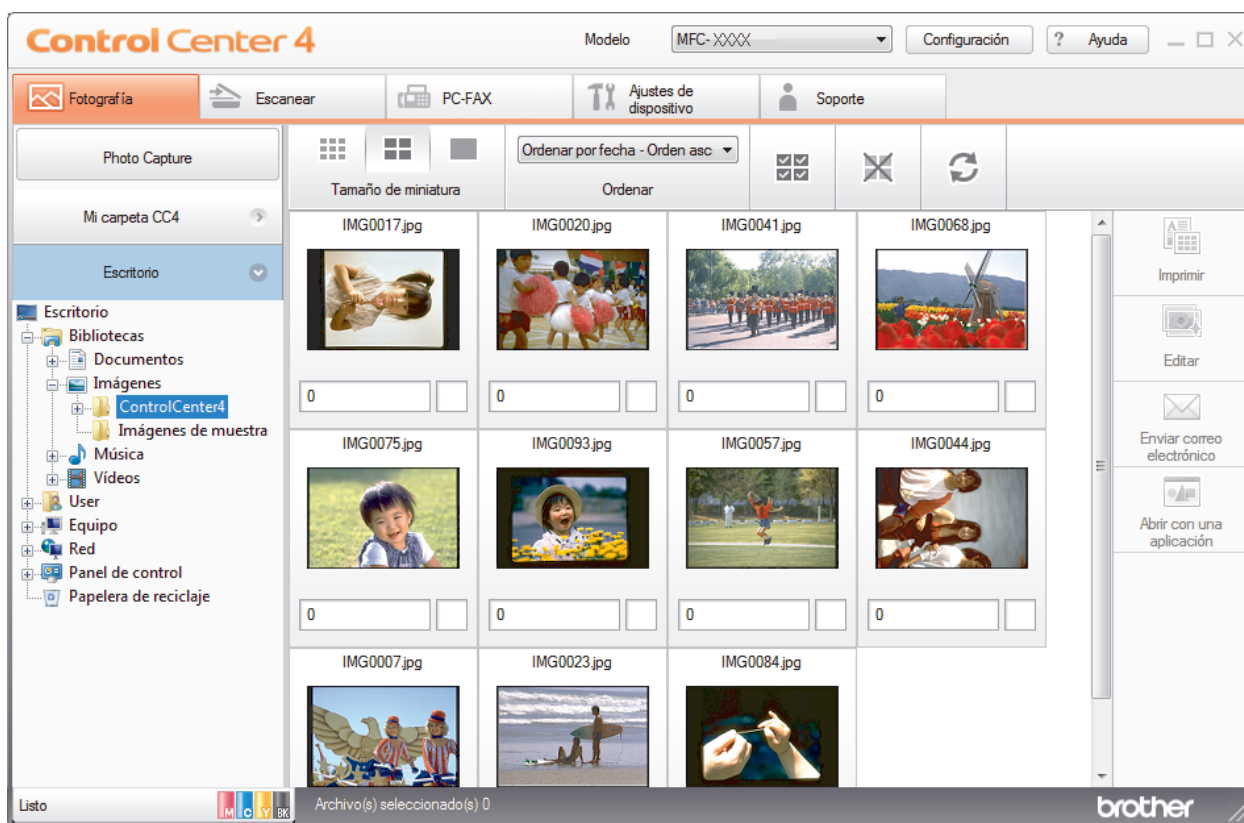 Control Center 4
Modelo
MFC-XXXX
Configuración
? Ayuda
Fotografía
Escanear
PC-FAX
Ajustes de
dispositivo
Soporte
Photo Capture
Mi carpeta CC4
Escritorio
Tamaño de miniatura
Ordenar por fecha - Orden asc
Ordenar
Escritorio
Bibliotecas
Documentos
Imágenes
ControlCenter4
Imágenes de muestra
Música
Vídeos
User
Equipo
Red
Panel de control
Papelera de reciclaje
IMG0017.jpg
IMG0020.jpg
IMG0041.jpg
IMG0068.jpg
0
0
0
0
IMG0075.jpg
IMG0093.jpg
IMG0057.jpg
IMG0044.jpg
0
0
0
0
IMG0007.jpg
IMG0023.jpg
IMG0084.jpg
Imprimir
Editar
Enviar correo
electrónico
Abrir con una
aplicación
Listo
M C Y BK
Archivo(s) seleccionado(s) 0
brother